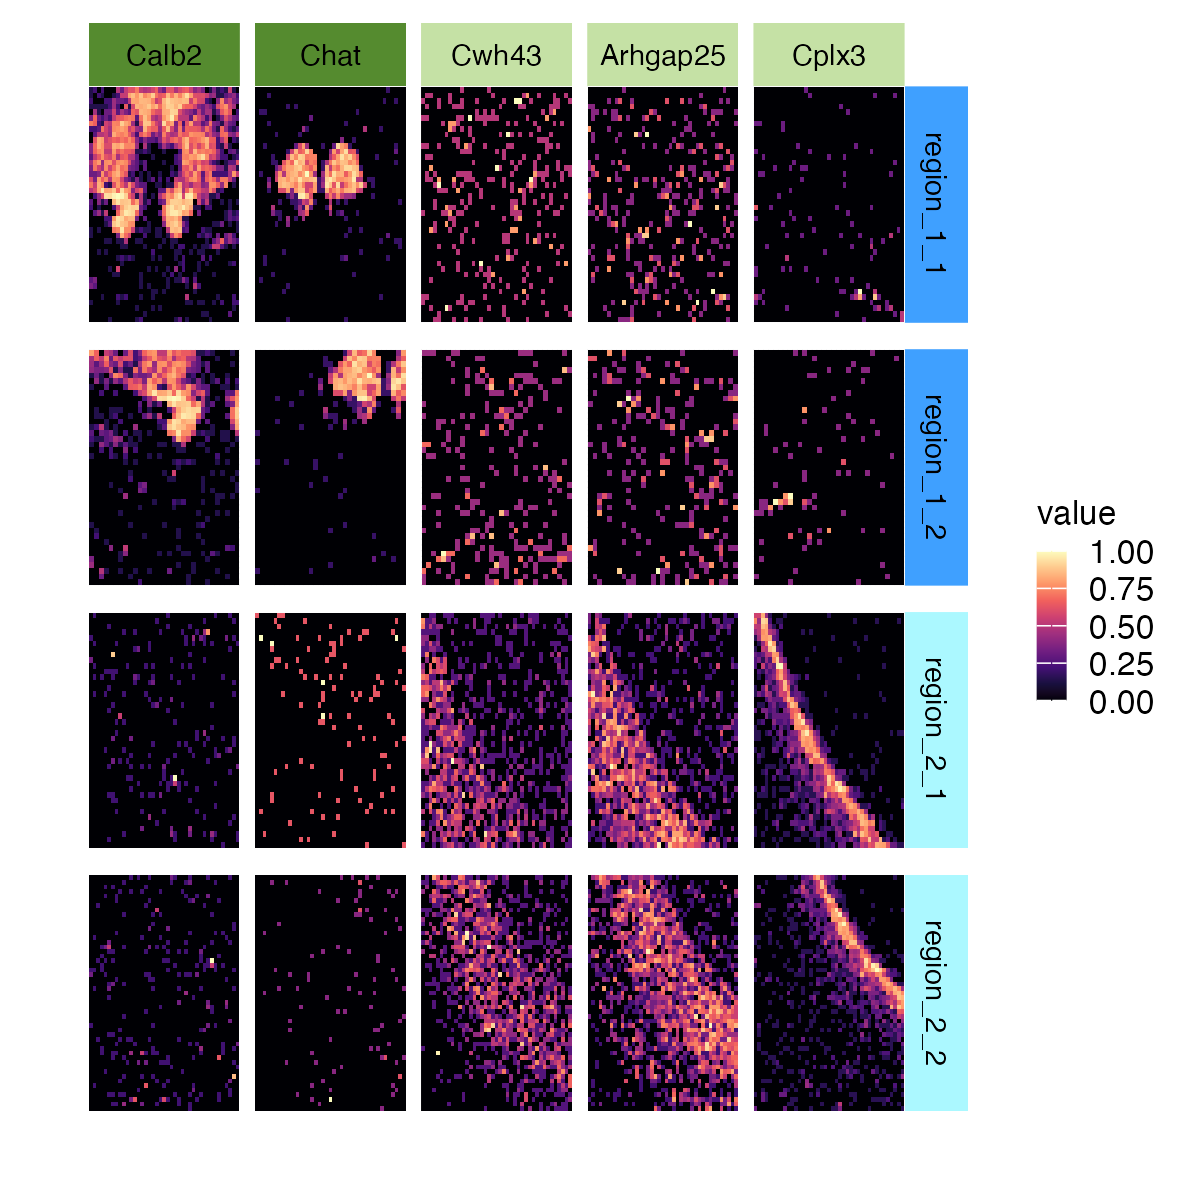 Calb2 Chat Cwh43 Arhgap25 Cplx3
region_1_1
region_1_2
region_2_1
region_2_2
value
1.00
0.75
0.50
0.25
0.00